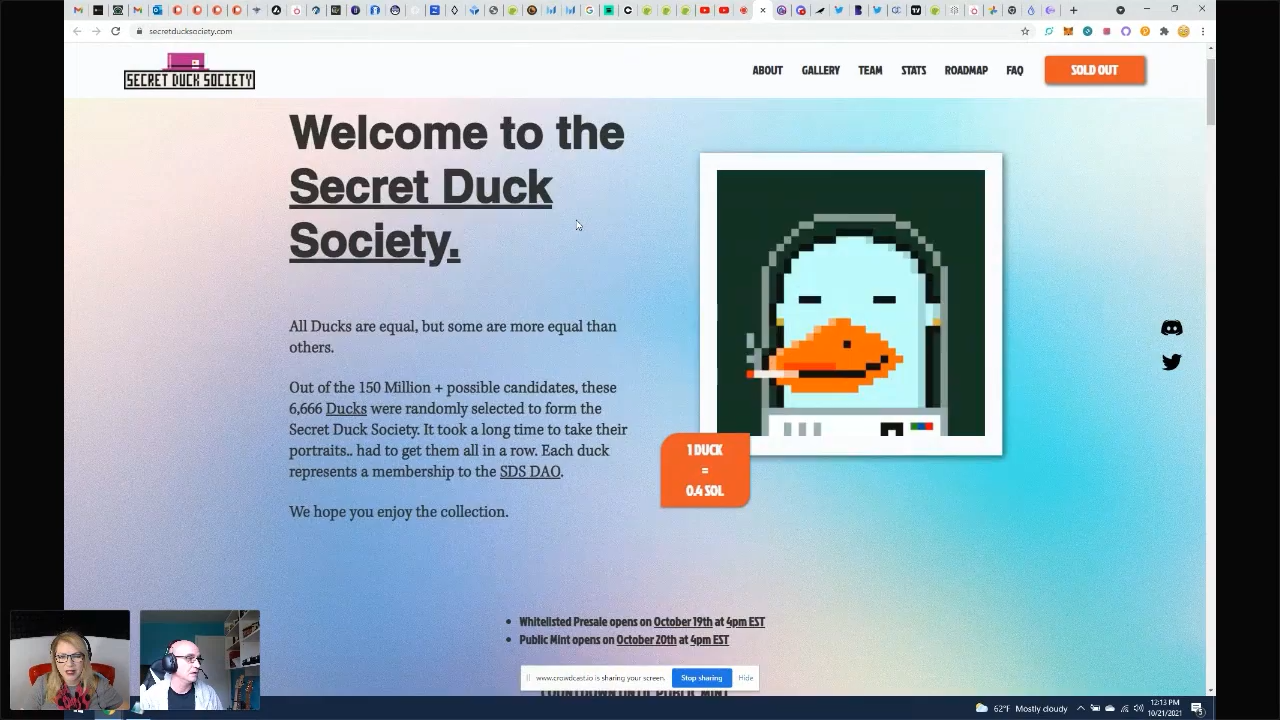 secretducksociety.com
SECRET DUCK SOCIETY
ABOUT
GALLERY
TEAM
STATS
ROADMAP
FAQ
SOLD OUT
Welcome to the
Secret Duck
Society.
All Ducks are equal, but some are more equal than
others.
Out of the 150 Million + possible candidates, these
6,666 Ducks were randomly selected to form the
Secret Duck Society. It took a long time to take their
portraits.. had to get them all in a row. Each duck
represents a membership to the SDS DAO.
We hope you enjoy the collection.
1 DUCK
=
0.4 SOL
Whitelisted Presale opens on October 19th at 4pm EST
Public Mint opens on October 20th at 4pm EST
www.crowdcast.io is sharing your screen.
Stop sharing
Hide
COUNTDOWN UNTIL PUBLIC MINT
62°F Mostly cloudy
12:13 PM
10/21/2021